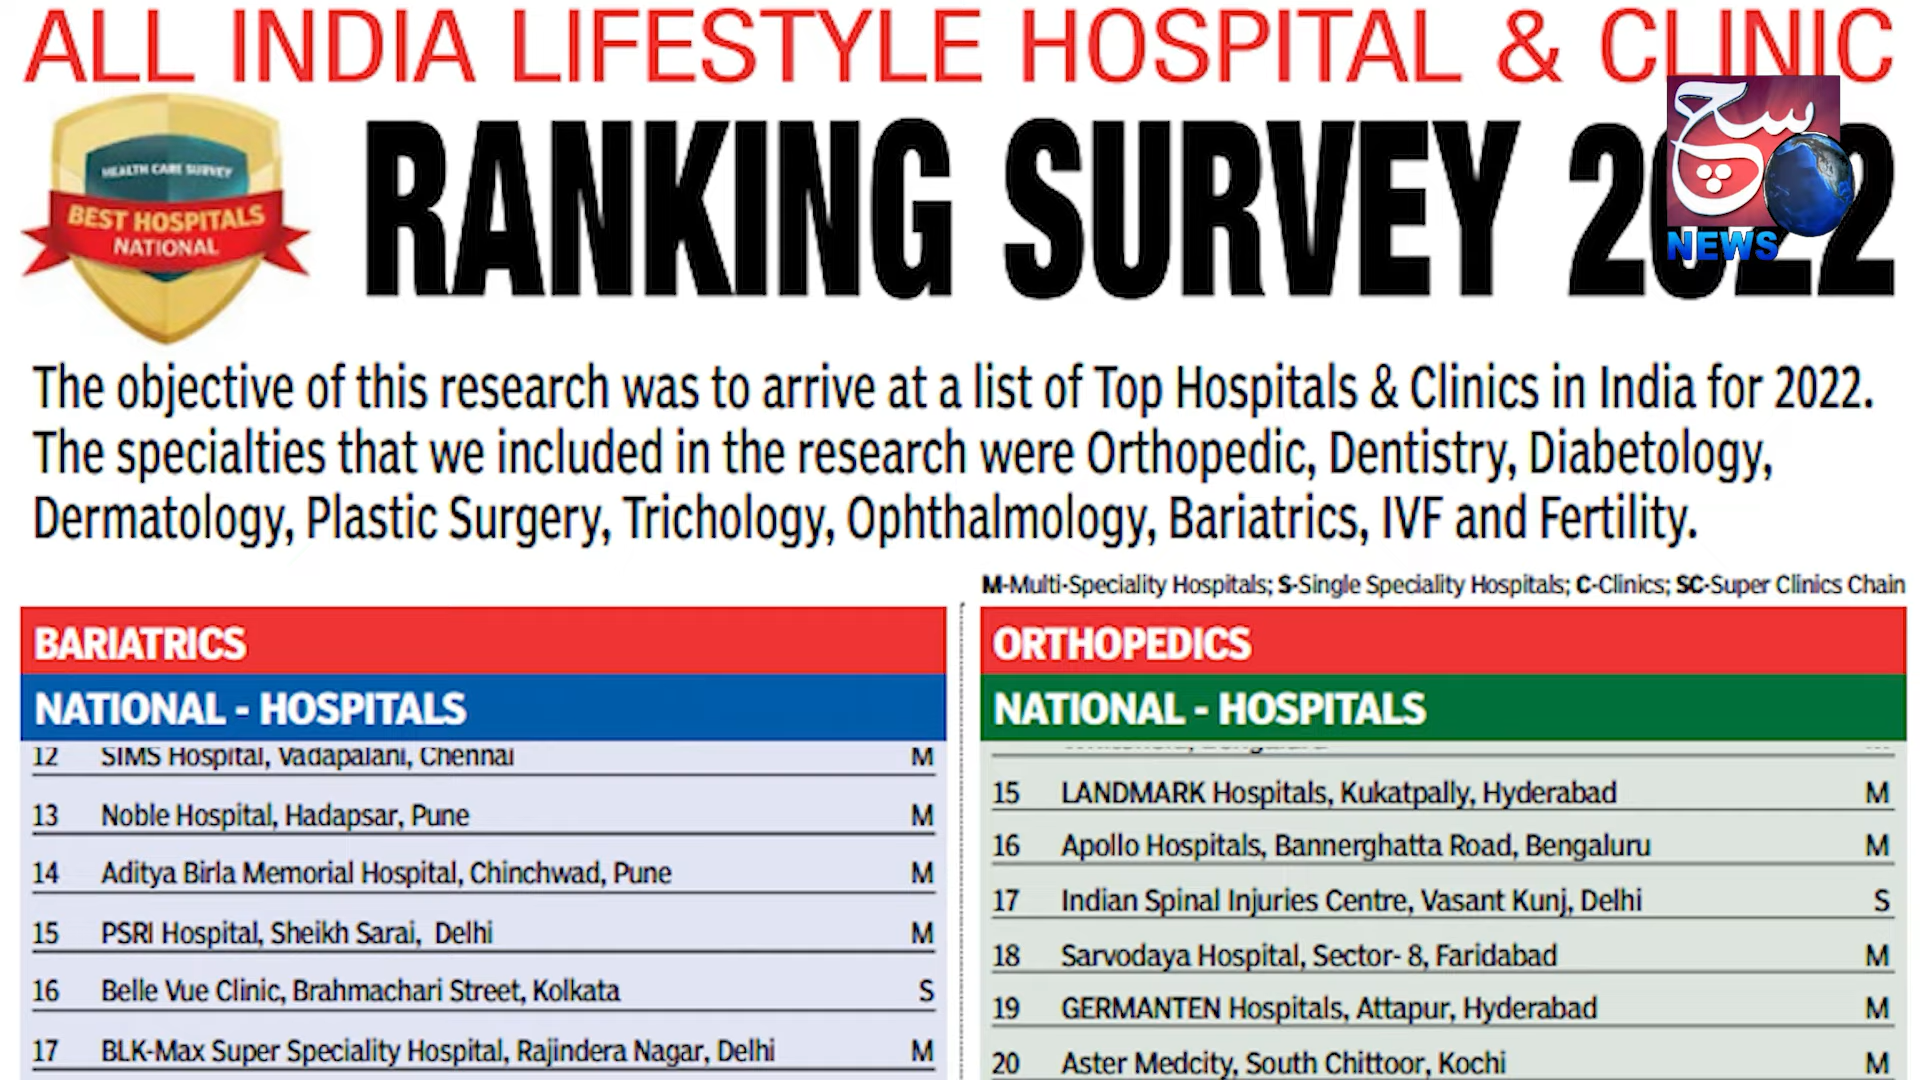 ALL INDIA LIFESTYLE HOSPITAL & CLINIC
سچ
NEWS
HEALTH CARE SURVEY
BEST HOSPITALS
NATIONAL
RANKING SURVEY 2022
The objective of this research was to arrive at a list of Top Hospitals & Clinics in India for 2022.
The specialties that we included in the research were Orthopedic, Dentistry, Diabetology,
Dermatology, Plastic Surgery, Trichology, Ophthalmology, Bariatrics, IVF and Fertility.
M-Multi-Speciality Hospitals; S-Single Speciality Hospitals; C-Clinics; SC-Super Clinics Chain
BARIATRICS
NATIONAL - HOSPITALS
12 SIMS Hospital, Vadapalani, Chennai M
13 Noble Hospital, Hadapsar, Pune M
14 Aditya Birla Memorial Hospital, Chinchwad, Pune M
15 PSRI Hospital, Sheikh Sarai, Delhi M
16 Belle Vue Clinic, Brahmachari Street, Kolkata S
17 BLK-Max Super Speciality Hospital, Rajindera Nagar, Delhi M
ORTHOPEDICS
NATIONAL - HOSPITALS
15 LANDMARK Hospitals, Kukatpally, Hyderabad M
16 Apollo Hospitals, Bannerghatta Road, Bengaluru M
17 Indian Spinal Injuries Centre, Vasant Kunj, Delhi S
18 Sarvodaya Hospital, Sector- 8, Faridabad M
19 GERMANTEN Hospitals, Attapur, Hyderabad M
20 Aster Medcity, South Chittoor, Kochi M